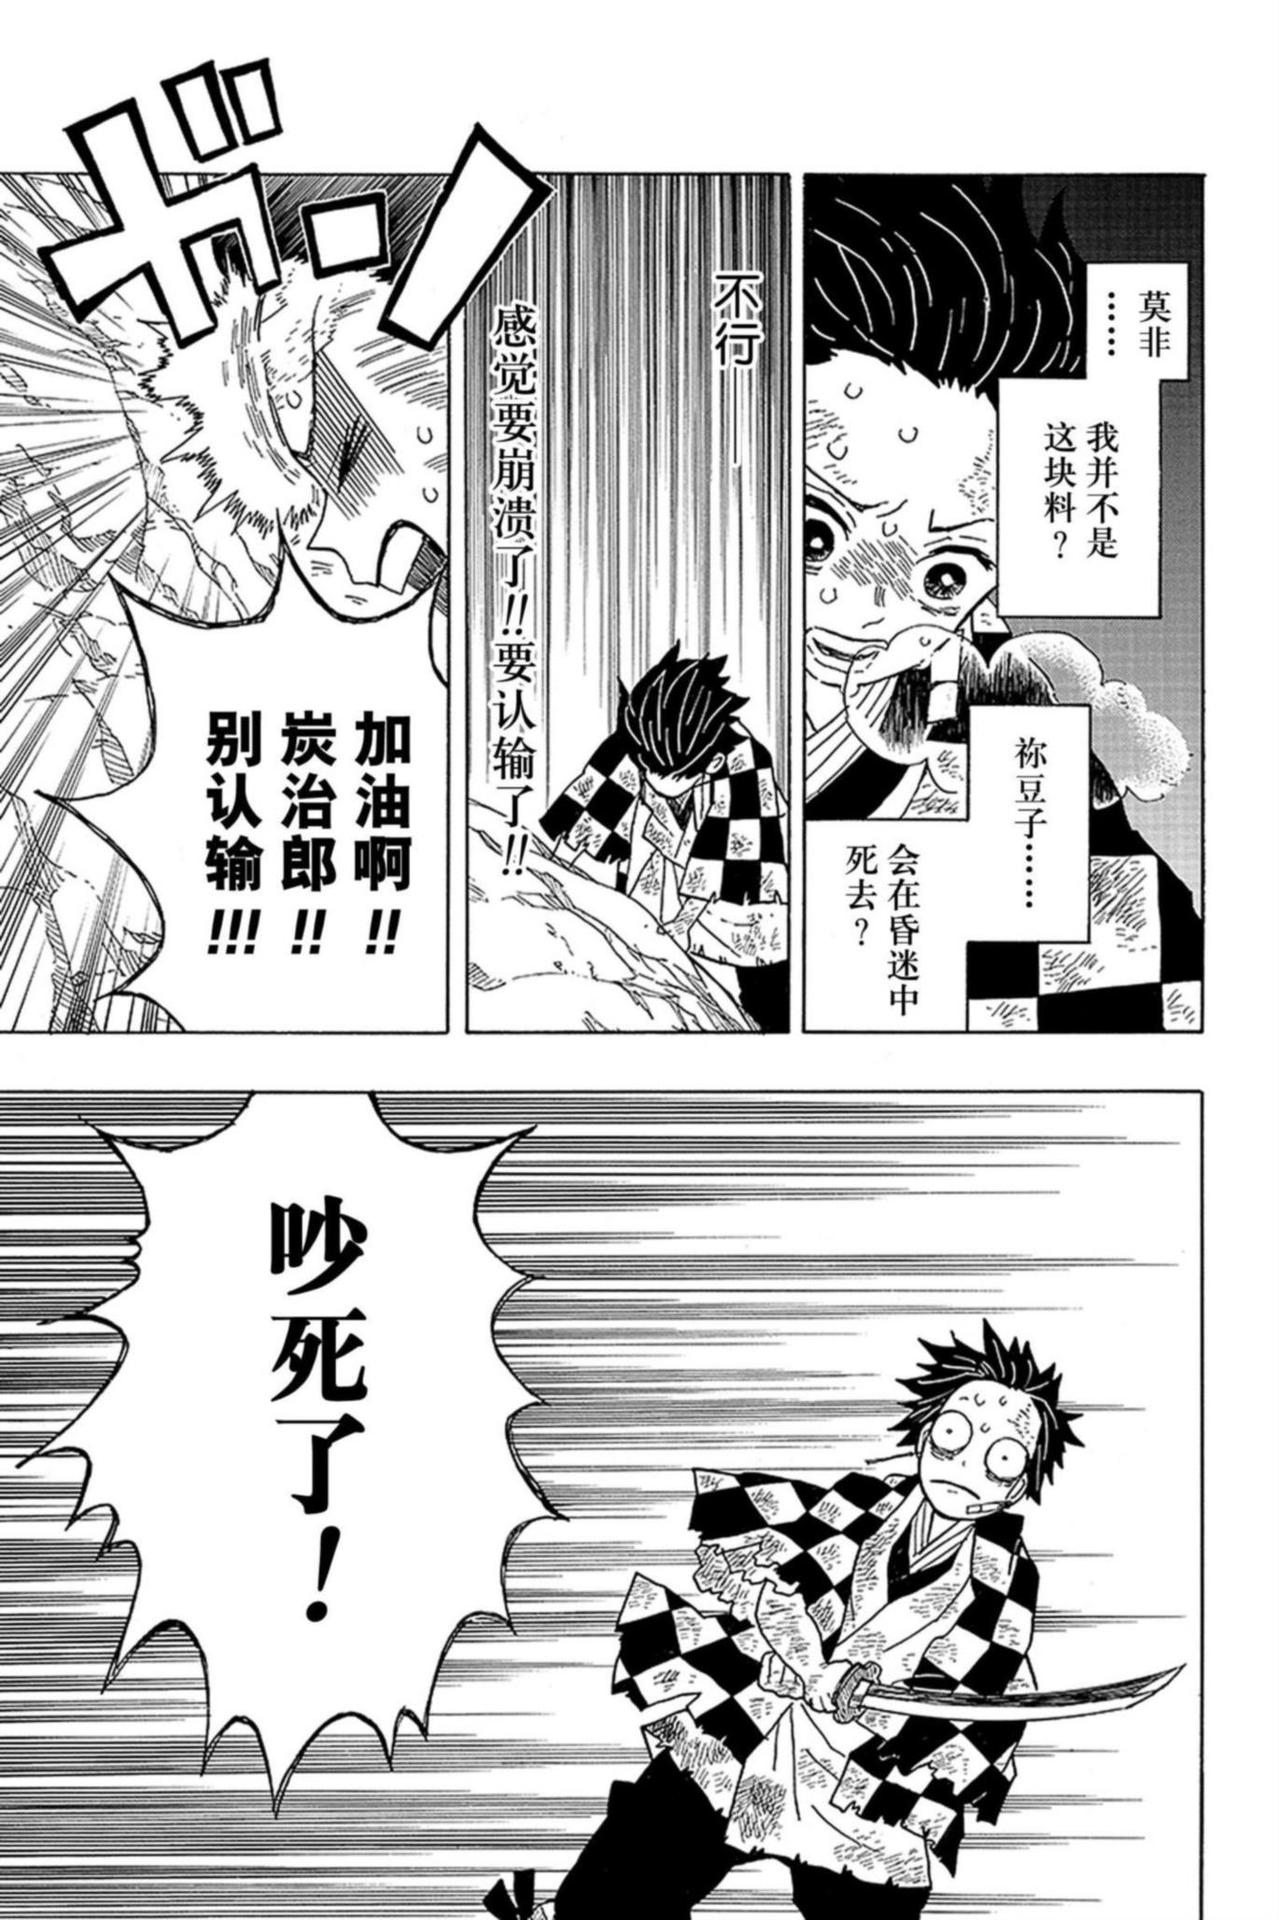 莫非
……
我并不是
这块料？
祢豆子……
会在昏迷中
死去？
不行——
感觉要崩溃了!!要认输了!!
ガンッ
加油啊!!
炭治郎!!
别认输!!!
吵死了！